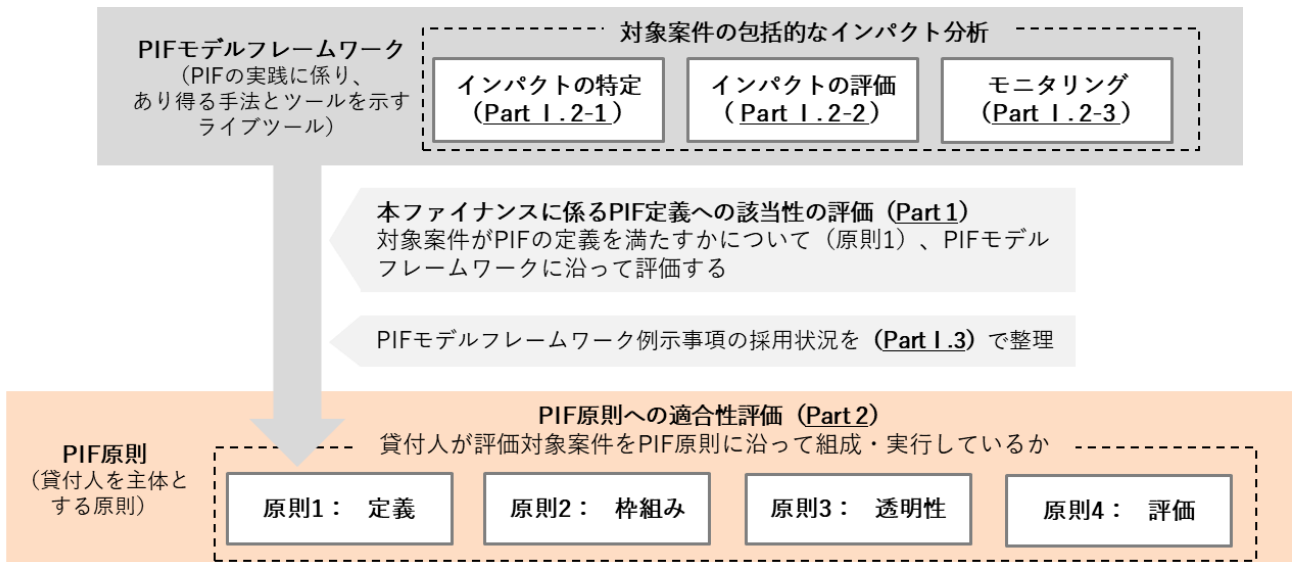 PIFモデルフレームワーク
（PIFの実践に係り、
あり得る手法とツールを示す
ライブツール）
対象案件の包括的なインパクト分析
インパクトの特定
（Part Ⅰ.2-1）
インパクトの評価
（ Part Ⅰ.2-2）
モニタリング
（Part Ⅰ.2-3）
本ファイナンスに係るPIF定義への該当性の評価（Part 1）
対象案件がPIFの定義を満たすかについて（原則1）、PIFモデル
フレームワークに沿って評価する
PIFモデルフレームワーク例示事項の採用状況を（Part Ⅰ.3）で整理
PIF原則への適合性評価（Part 2）
貸付人が評価対象案件をPIF原則に沿って組成・実行しているか
PIF原則
（貸付人を主体と
する原則）
原則1： 定義
原則2： 枠組み
原則3： 透明性
原則4： 評価